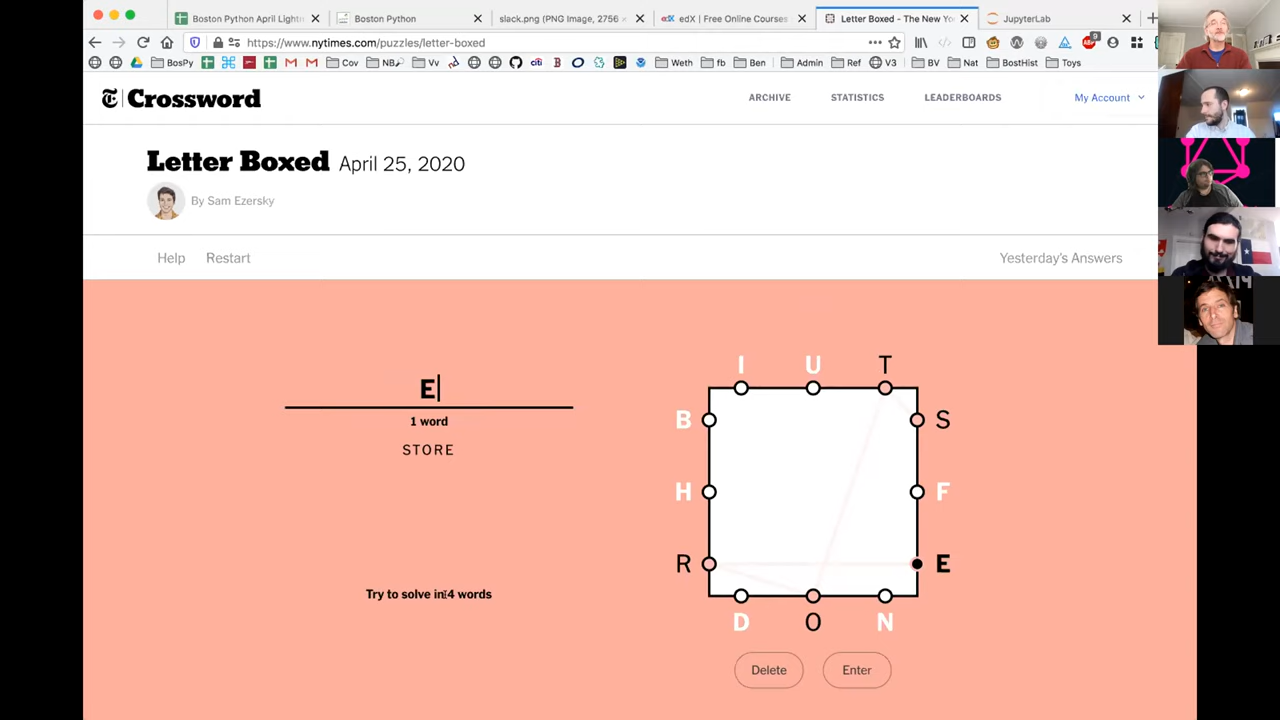 Boston Python April Lightn
Boston Python
slack.png (PNG Image, 2756 ×
edX | Free Online Courses
Letter Boxed - The New Yo
JupyterLab
https://www.nytimes.com/puzzles/letter-boxed
9
BosPy
Cov
NB
Vv
Weth
fb
Ben
Admin
Ref
V3
BV
Nat
BostHist
Toys
T Crossword
ARCHIVE
STATISTICS
LEADERBOARDS
My Account
Letter Boxed April 25, 2020
By Sam Ezersky
Help
Restart
Yesterday's Answers
E
1 word
STORE
Try to solve in 4 words
I U T
B S
H F
R E
D O N
Delete
Enter